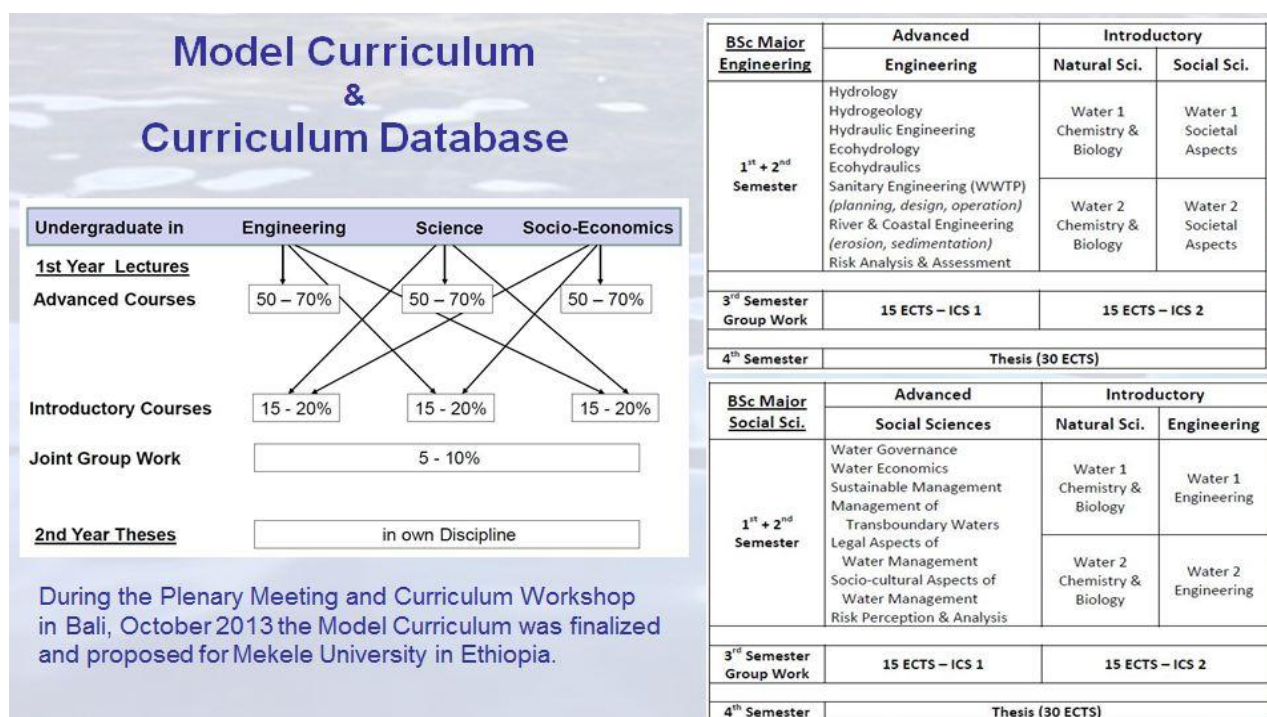 Model Curriculum
&
Curriculum Database
Undergraduate in Engineering Science Socio-Economics
1st Year Lectures
Advanced Courses 50 – 70% 50 – 70% 50 – 70%
Introductory Courses 15 - 20% 15 - 20% 15 - 20%
Joint Group Work 5 - 10%
2nd Year Theses in own Discipline
During the Plenary Meeting and Curriculum Workshop
in Bali, October 2013 the Model Curriculum was finalized
and proposed for Mekele University in Ethiopia.
BSc Major
Engineering
Advanced
Introductory
Engineering
Natural Sci.
Social Sci.
1st + 2nd
Semester
Hydrology
Hydrogeology
Hydraulic Engineering
Ecohydrology
Ecohydraulics
Sanitary Engineering (WWTP)
(planning, design, operation)
River & Coastal Engineering
(erosion, sedimentation)
Risk Analysis & Assessment
Water 1
Chemistry &
Biology
Water 1
Societal
Aspects
Water 2
Chemistry &
Biology
Water 2
Societal
Aspects
3rd Semester
Group Work
15 ECTS – ICS 1
15 ECTS – ICS 2
4th Semester
Thesis (30 ECTS)
BSc Major
Social Sci.
Advanced
Introductory
Social Sciences
Natural Sci.
Engineering
1st + 2nd
Semester
Water Governance
Water Economics
Sustainable Management
Management of
Transboundary Waters
Legal Aspects of
Water Management
Socio-cultural Aspects of
Water Management
Risk Perception & Analysis
Water 1
Chemistry &
Biology
Water 1
Engineering
Water 2
Chemistry &
Biology
Water 2
Engineering
3rd Semester
Group Work
15 ECTS – ICS 1
15 ECTS – ICS 2
4th Semester
Thesis (30 ECTS)